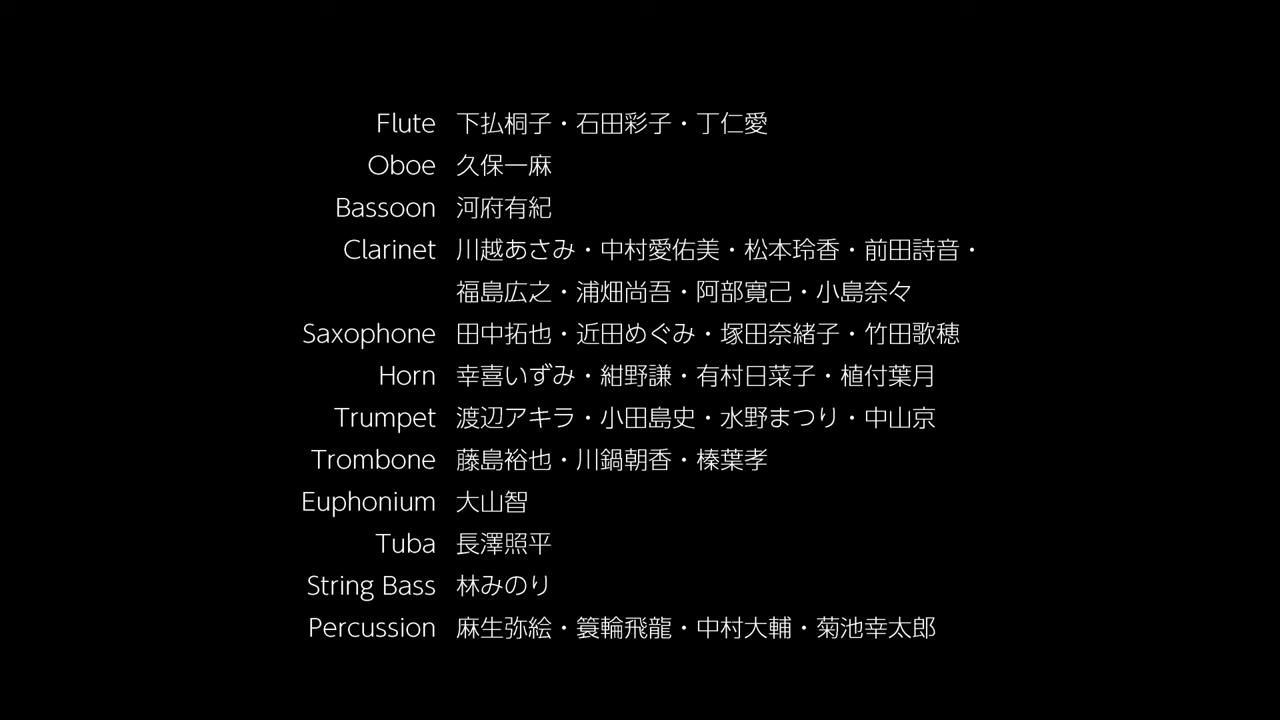 Flute 下払桐子・石田彩子・丁仁愛
Oboe 久保一麻
Bassoon 河府有紀
Clarinet 川越あさみ・中村愛佑美・松本玲香・前田詩音・
福島広之・浦畑尚吾・阿部寛己・小島奈々
Saxophone 田中拓也・近田めぐみ・塚田奈緒子・竹田歌穂
Horn 幸喜いずみ・紺野謙・有村日菜子・植付葉月
Trumpet 渡辺アキラ・小田島史・水野まつり・中山京
Trombone 藤島裕也・川鍋朝香・榛葉孝
Euphonium 大山智
Tuba 長澤照平
String Bass 林みのり
Percussion 麻生弥絵・簑輪飛龍・中村大輔・菊池幸太郎